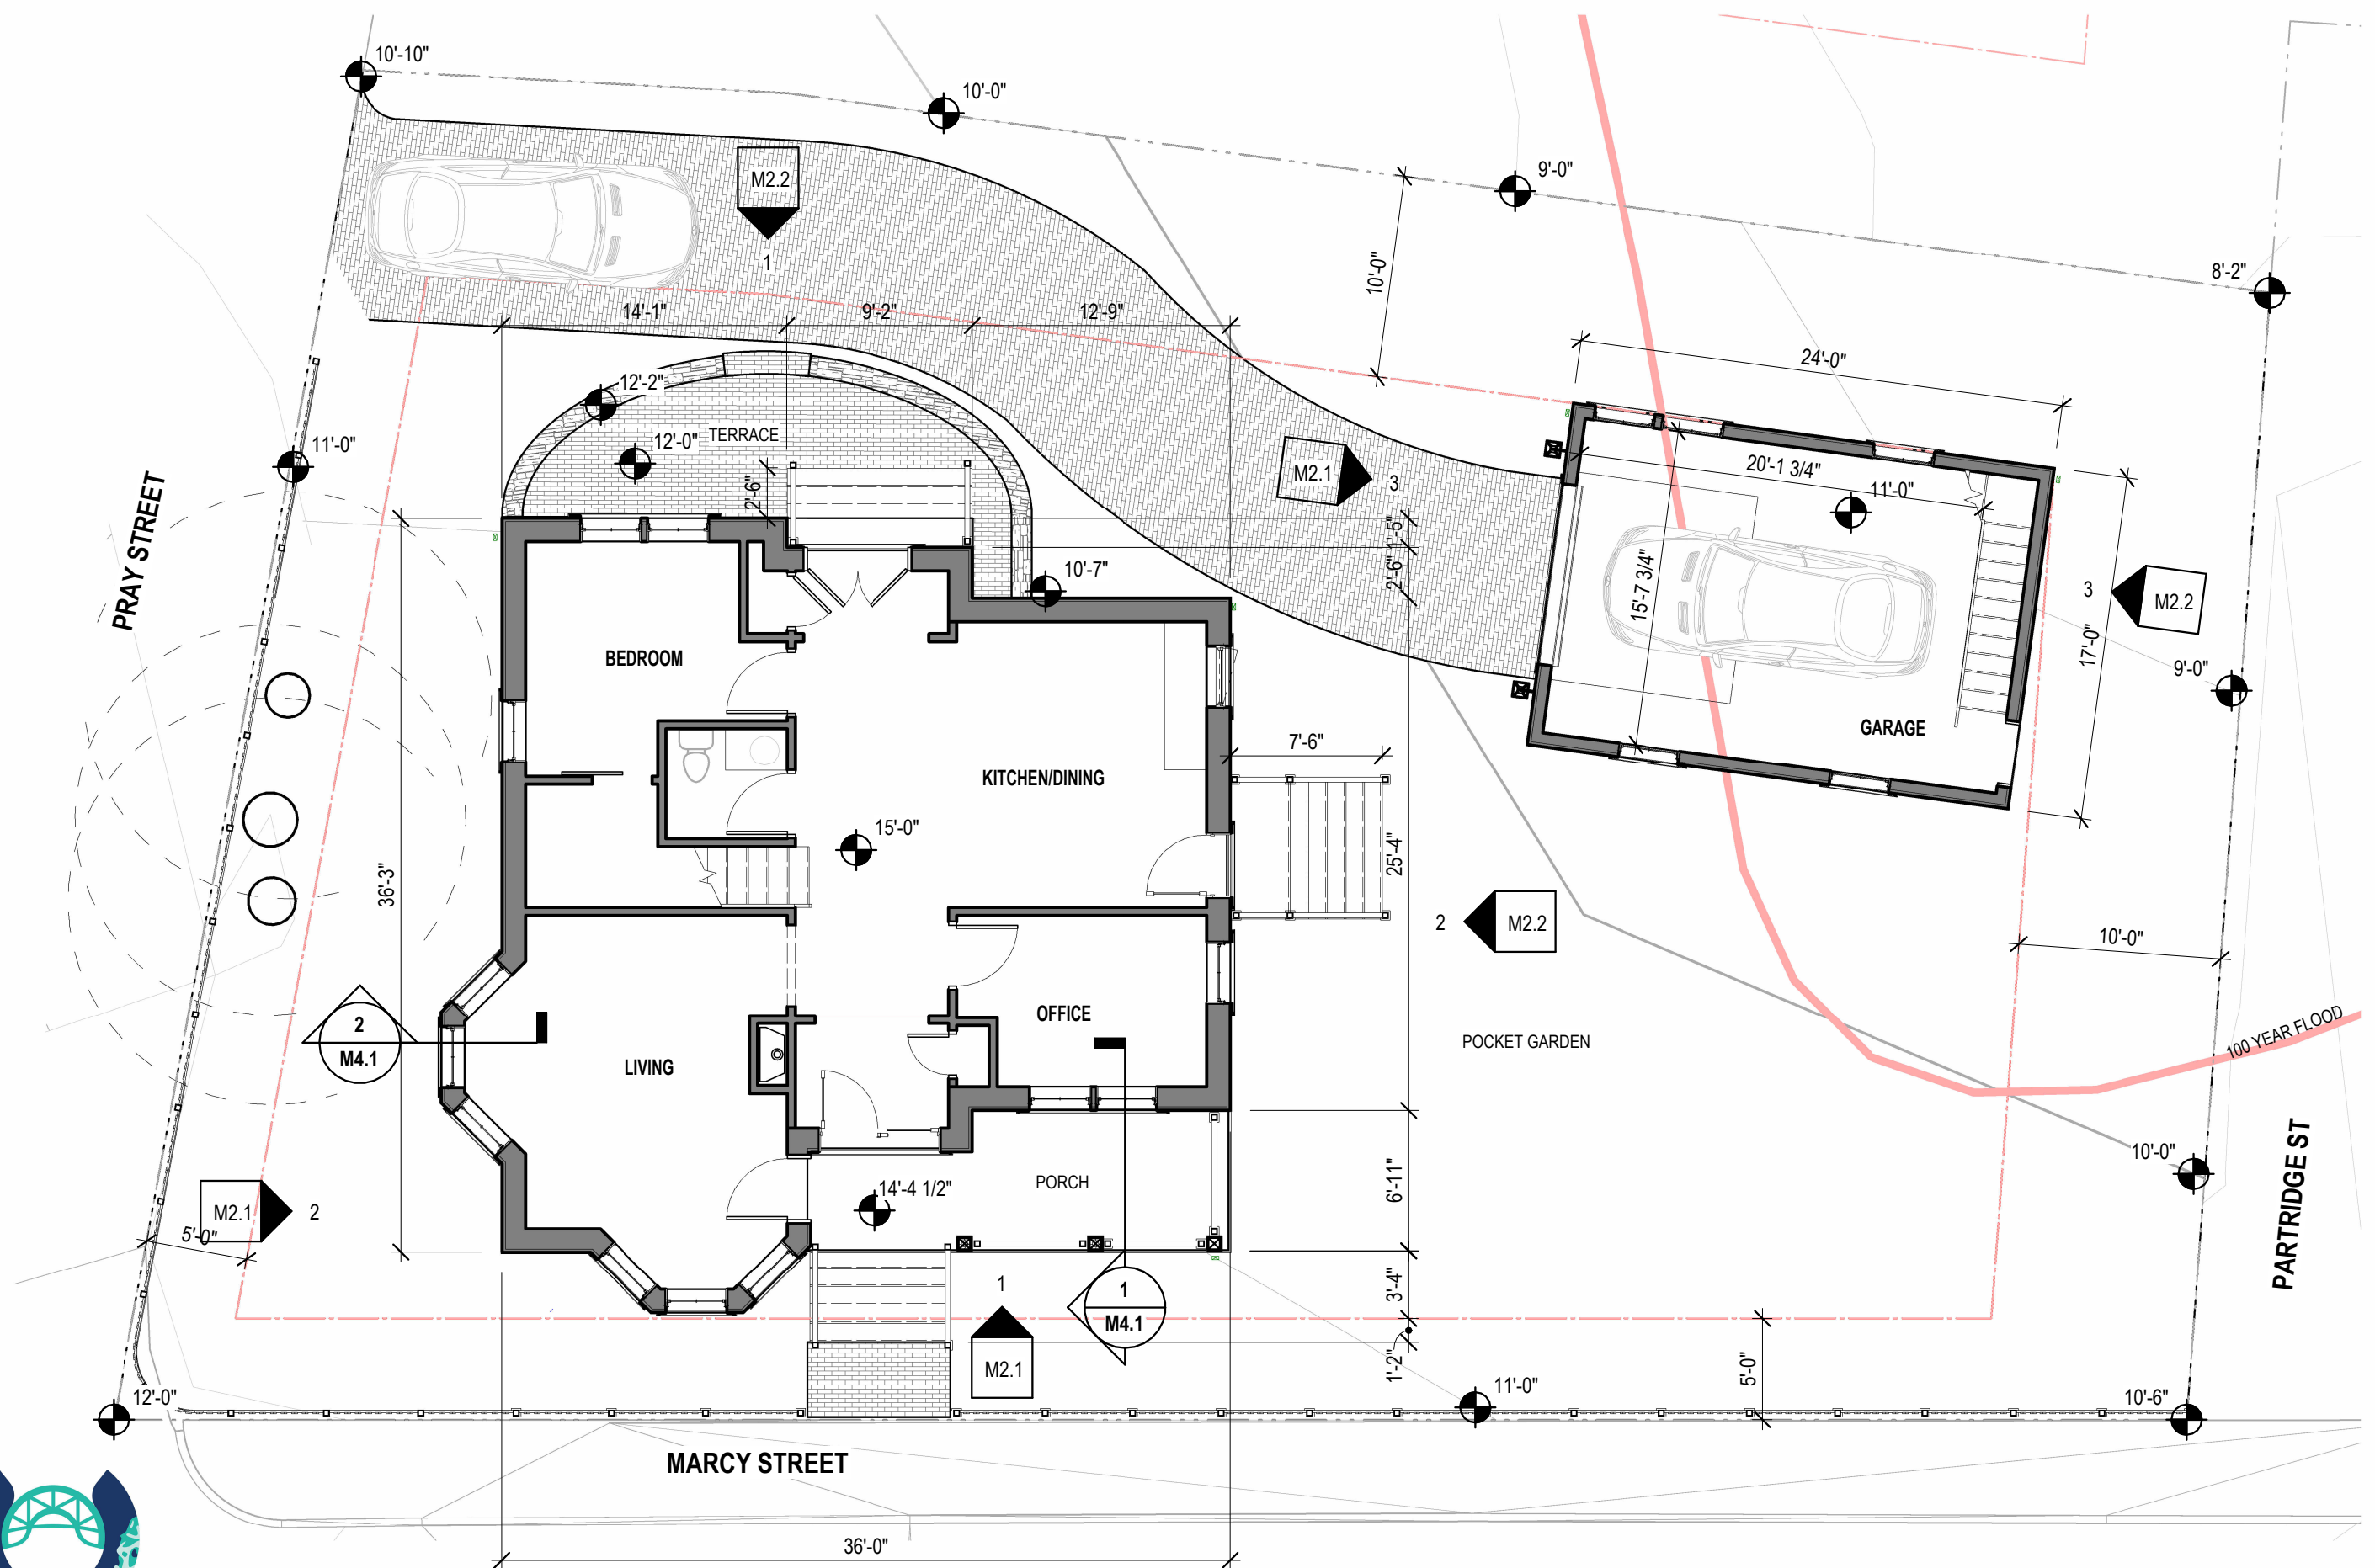 10'-10"
10'-0"
9'-0"
8'-2"
M2.2
1
10'-0"
14'-1"
9'-2"
12'-9"
24'-0"
12'-2"
12'-0"
TERRACE
2'-6"
11'-0"
PRAY STREET
M2.1
3
20'-1 3/4"
11'-0"
15'-7 3/4"
1'-5"
2'-6"
10'-7"
3
M2.2
17'-0"
9'-0"
BEDROOM
GARAGE
7'-6"
KITCHEN/DINING
15'-0"
36'-3"
25'-4"
2
M2.2
10'-0"
OFFICE
2
M4.1
LIVING
POCKET GARDEN
100 YEAR FLOOD
10'-0"
PARTRIDGE ST
PORCH
14'-4 1/2"
6'-11"
M2.1
2
5'-0"
1
M2.1
1
M4.1
3'-4"
1'-2"
5'-0"
12'-0"
11'-0"
10'-6"
MARCY STREET
36'-0"